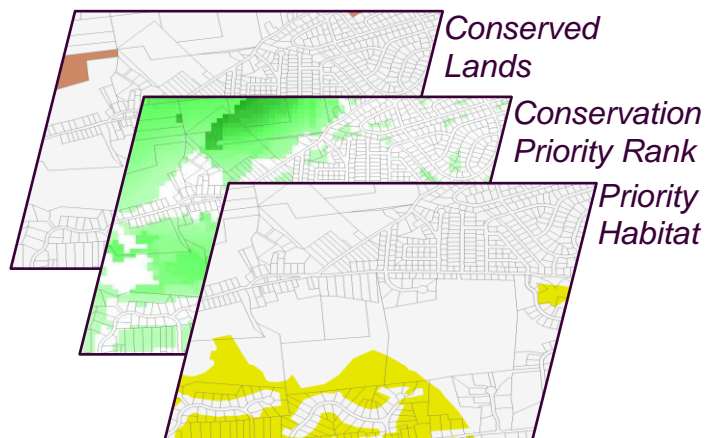 Conserved
Lands
Conservation
Priority Rank
Priority
Habitat